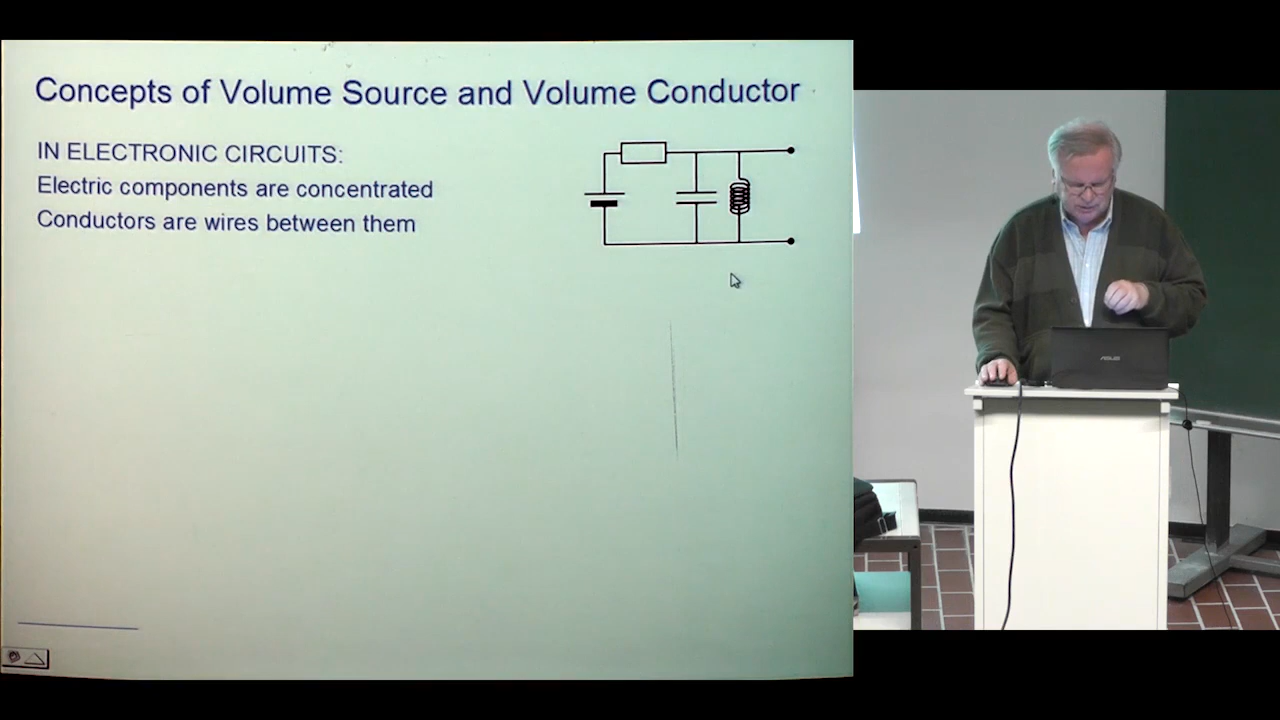 Concepts of Volume Source and Volume Conductor
IN ELECTRONIC CIRCUITS:
Electric components are concentrated
Conductors are wires between them
ASUS